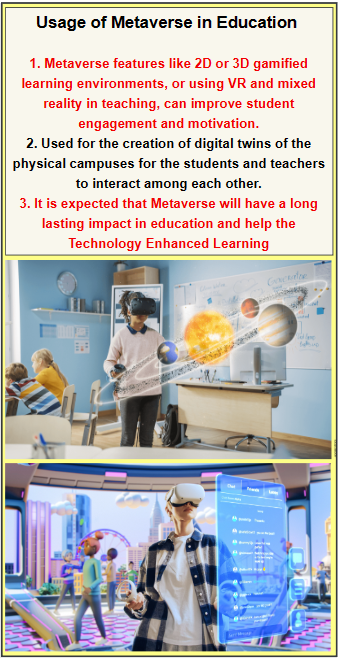 Usage of Metaverse in Education
1. Metaverse features like 2D or 3D gamified
learning environments, or using VR and mixed
reality in teaching, can improve student
engagement and motivation.
2. Used for the creation of digital twins of the
physical campuses for the students and teachers
to interact among each other.
3. It is expected that Metaverse will have a long
lasting impact in education and help the
Technology Enhanced Learning